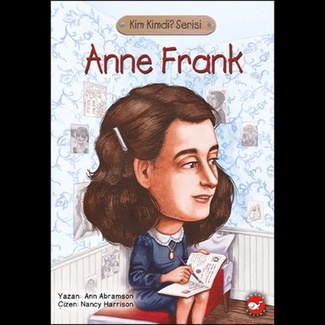 Kim Kimdi? Serisi
Anne Frank
Yazan: Ann Abramson
Çizen: Nancy Harrison